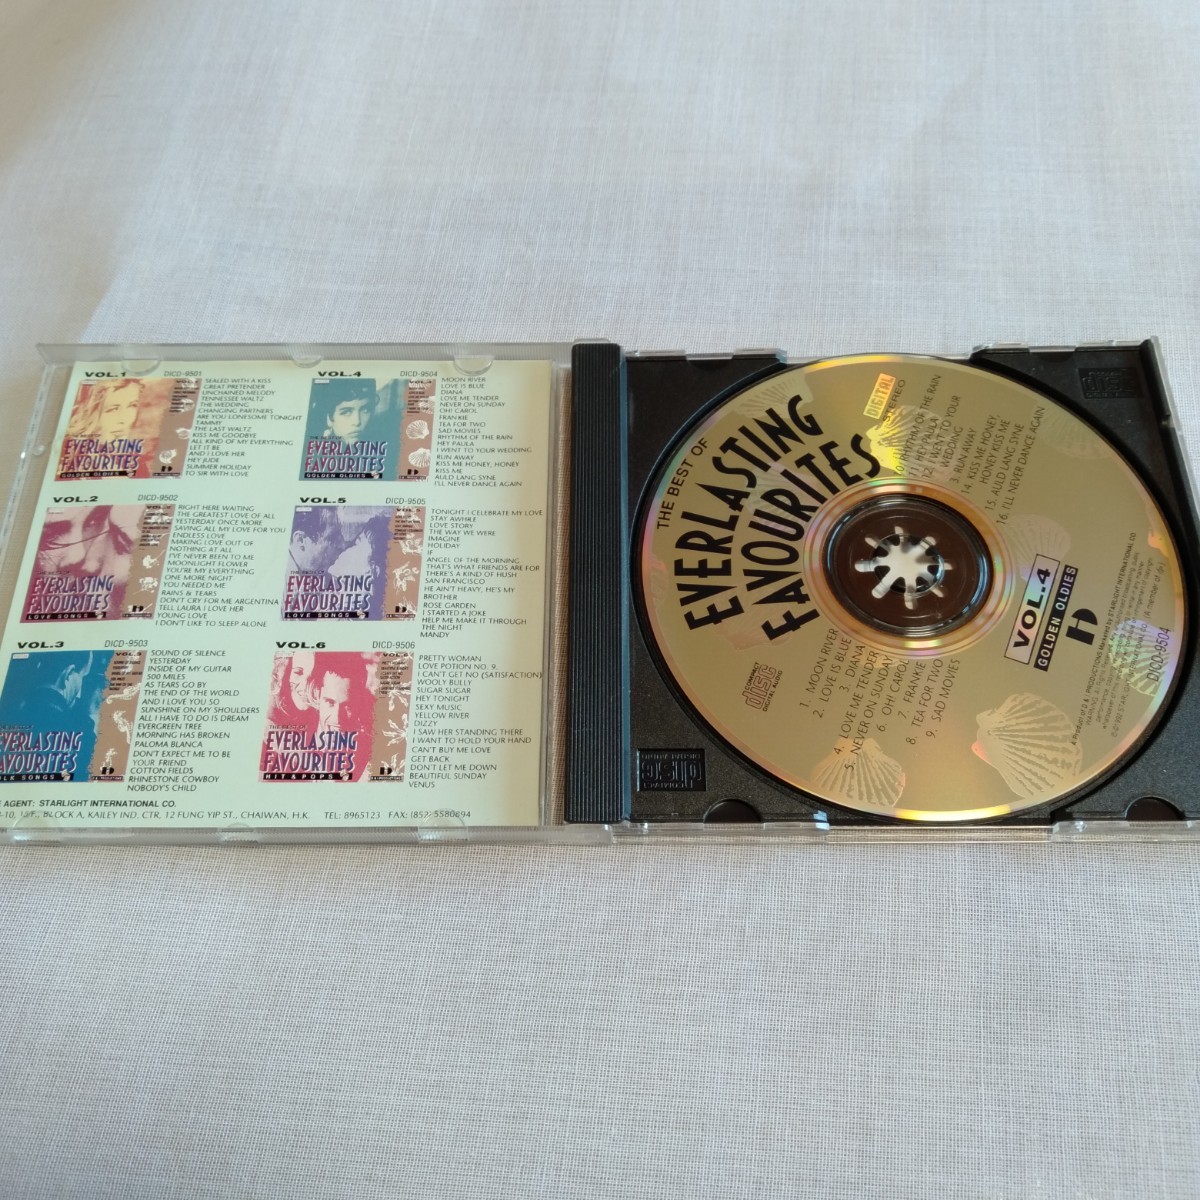 VOL.1 DICD-9501
SEALED WITH A KISS
GREAT PRETENDER
UNCHAINED MELODY
TENNESSEE WALTZ
THE WEDDING
CHANGING PARTNERS
ARE YOU LONESOME TONIGHT
TAMMY
THE LAST WALTZ
KISS ME GOODBYE
ALL KIND OF MY EVERYTHING
LET IT BE
AND I LOVE HER
HEY JUDE
SUMMER HOLIDAY
TO SIR WITH LOVE
EVERLASTING
FAVOURITES
GOLDEN OLDIES
VOL.4 DICD-9504
MOON RIVER
LOVE IS BLUE
DIANA
LOVE ME TENDER
NEVER ON SUNDAY
OH! CAROL
FRANKIE
TEA FOR TWO
SAD MOVIES
RHYTHM OF THE RAIN
HEY PAULA
I WENT TO YOUR WEDDING
RUN AWAY
KISS ME HONEY, HONEY
KISS ME
AULD LANG SYNE
I'LL NEVER DANCE AGAIN
EVERLASTING
FAVOURITES
GOLDEN OLDIES
VOL.2 DICD-9502
RIGHT HERE WAITING
THE GREATEST LOVE OF ALL
YESTERDAY ONCE MORE
SAVING ALL MY LOVE FOR YOU
ENDLESS LOVE
MAKING LOVE OUT OF
NOTHING AT ALL
I'VE NEVER BEEN TO ME
MOONLIGHT FLOWER
YOU'RE MY EVERYTHING
ONE MORE NIGHT
YOU NEEDED ME
RAINS & TEARS
DON'T CRY FOR ME ARGENTINA
TELL LAURA I LOVE HER
YOUNG LOVE
I DON'T LIKE TO SLEEP ALONE
EVERLASTING
FAVOURITES
LOVE SONGS
VOL.5 DICD-9505
TONIGHT I CELEBRATE MY LOVE
STAY AWHILE
LOVE STORY
THE WAY WE WERE
IMAGINE
HOLIDAY
IF
ANGEL OF THE MORNING
THAT'S WHAT FRIENDS ARE FOR
THERE'S A KIND OF HUSH
SAN FRANCISCO
HE AIN'T HEAVY, HE'S MY
BROTHER
ROSE GARDEN
I STARTED A JOKE
HELP ME MAKE IT THROUGH
THE NIGHT
MANDY
EVERLASTING
FAVOURITES
LOVE SONGS
VOL.3 DICD-9503
SOUND OF SILENCE
YESTERDAY
INSIDE OF MY GUITAR
500 MILES
AS TEARS GO BY
THE END OF THE WORLD
AND I LOVE YOU SO
SUNSHINE ON MY SHOULDERS
ALL I HAVE TO DO IS DREAM
EVERGREEN TREE
MORNING HAS BROKEN
PALOMA BLANCA
DON'T EXPECT ME TO BE
YOUR FRIEND
COTTON FIELDS
RHINESTONE COWBOY
NOBODY'S CHILD
EVERLASTING
FAVOURITES
LK SONGS
VOL.6 DICD-9506
PRETTY WOMAN
LOVE POTION NO. 9.
I CAN'T GET NO (SATISFACTION)
WOOLY BULLY
SUGAR SUGAR
HEY TONIGHT
SEXY MUSIC
YELLOW RIVER
DIZZY
I SAW HER STANDING THERE
I WANT TO HOLD YOUR HAND
CAN'T BUY ME LOVE
GET BACK
DON'T LET ME DOWN
BEAUTIFUL SUNDAY
VENUS
EVERLASTING
FAVOURITES
HIT & POPS
AGENT: STARLIGHT INTERNATIONAL CO.
BLOCK A, KAILEY IND. CTR, 12 FUNG YIP ST., CHAIWAN, H.K. TEL: 8965123 FAX: (852) 5580894
THE BEST OF
EVERLASTING
FAVOURITES
DIGITAL
STEREO
COMPACT
disc
DIGITAL AUDIO
1. MOON RIVER
2. LOVE IS BLUE
3. DIANA
4. LOVE ME TENDER
5. NEVER ON SUNDAY
6. OH! CAROL
7. FRANKIE
8. TEA FOR TWO
9. SAD MOVIES
10. RHYTHM OF THE RAIN
11. HEY PAULA
12. I WENT TO YOUR
WEDDING
3. RUN AWAY
14. KISS ME HONEY,
HONEY KISS ME
15. AULD LANG SYNE
16. I'LL NEVER DANCE AGAIN
VOL.4
GOLDEN OLDIES
DICD-9504